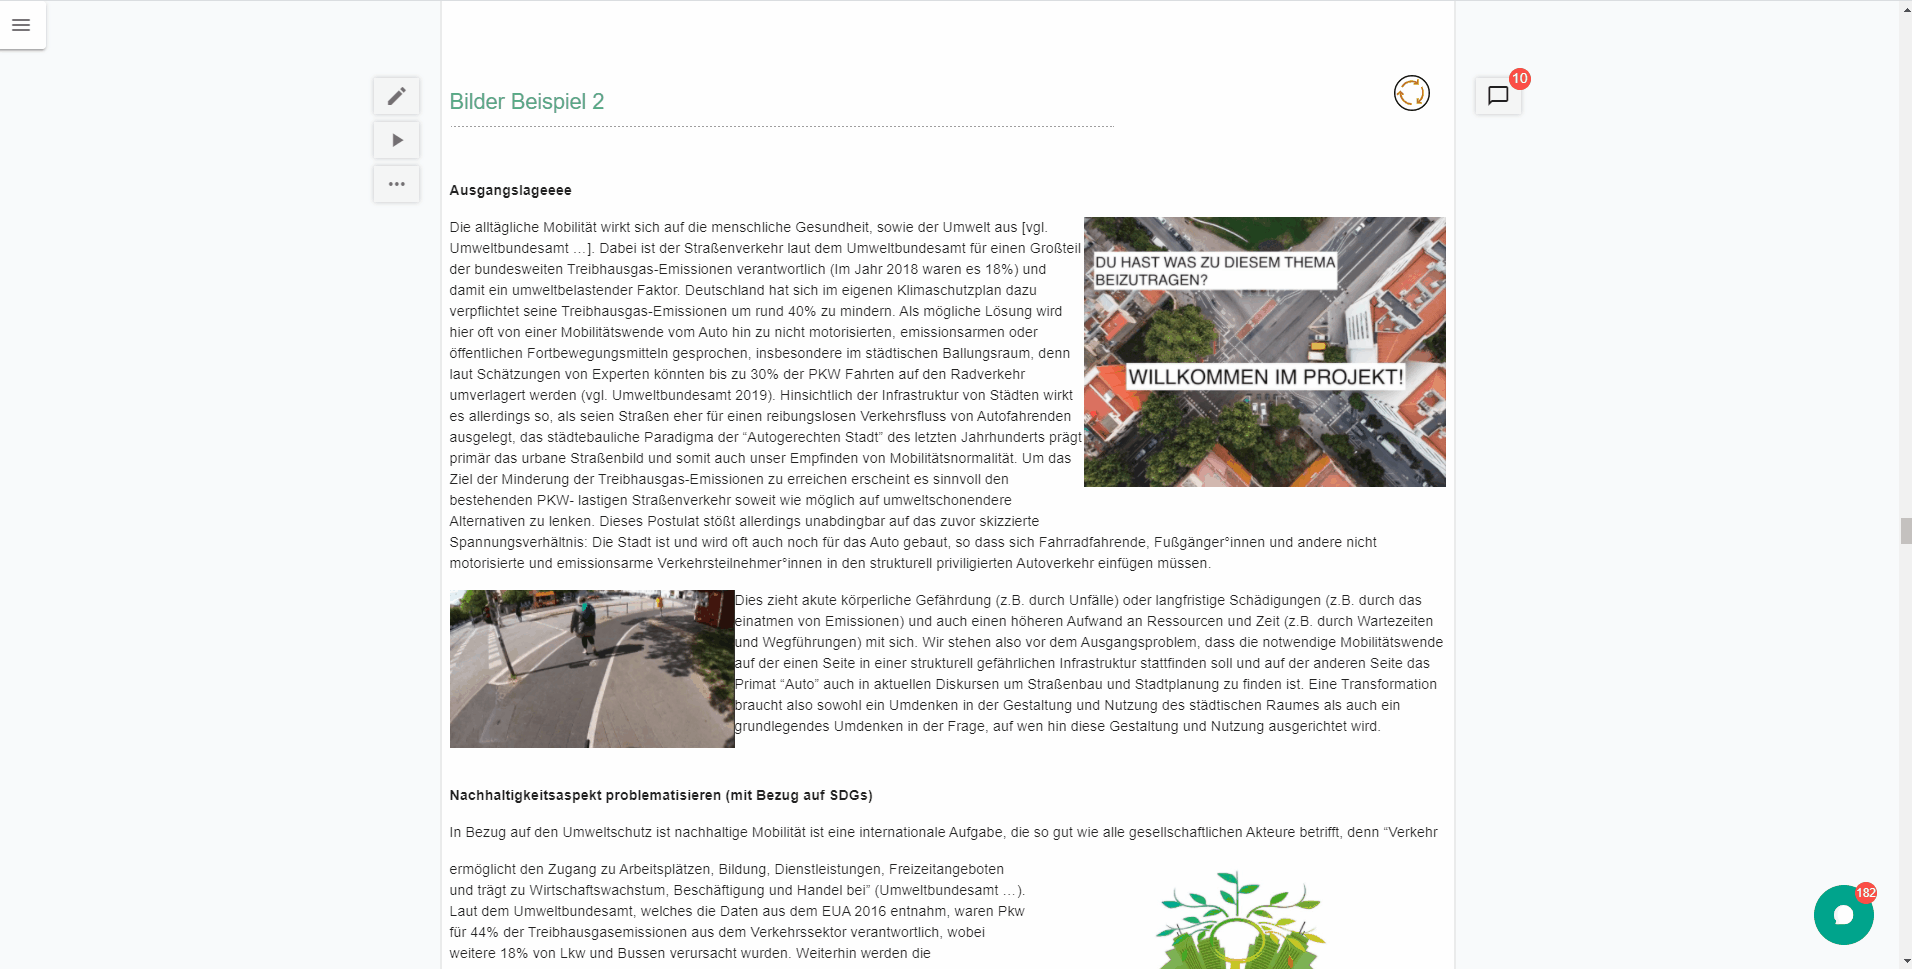 10
Bilder Beispiel 2
Ausgangslageeee
Die alltägliche Mobilität wirkt sich auf die menschliche Gesundheit, sowie der Umwelt aus [vgl.
Umweltbundesamt …]. Dabei ist der Straßenverkehr laut dem Umweltbundesamt für einen Großteil
der bundesweiten Treibhausgas-Emissionen verantwortlich (Im Jahr 2018 waren es 18%) und
damit ein umweltbelastender Faktor. Deutschland hat sich im eigenen Klimaschutzplan dazu
verpflichtet seine Treibhausgas-Emissionen um rund 40% zu mindern. Als mögliche Lösung wird
hier oft von einer Mobilitätswende vom Auto hin zu nicht motorisierten, emissionsarmen oder
öffentlichen Fortbewegungsmitteln gesprochen, insbesondere im städtischen Ballungsraum, denn
laut Schätzungen von Experten könnten bis zu 30% der PKW Fahrten auf den Radverkehr
umverlagert werden (vgl. Umweltbundesamt 2019). Hinsichtlich der Infrastruktur von Städten wirkt
es allerdings so, als seien Straßen eher für einen reibungslosen Verkehrsfluss von Autofahrenden
ausgelegt, das städtebauliche Paradigma der “Autogerechten Stadt” des letzten Jahrhunderts prägt
primär das urbane Straßenbild und somit auch unser Empfinden von Mobilitätsnormalität. Um das
Ziel der Minderung der Treibhausgas-Emissionen zu erreichen erscheint es sinnvoll den
bestehenden PKW- lastigen Straßenverkehr soweit wie möglich auf umweltschonendere
Alternativen zu lenken. Dieses Postulat stößt allerdings unabdingbar auf das zuvor skizzierte
Spannungsverhältnis: Die Stadt ist und wird oft auch noch für das Auto gebaut, so dass sich Fahrradfahrende, Fußgänger°innen und andere nicht
motorisierte und emissionsarme Verkehrsteilnehmer°innen in den strukturell priviligierten Autoverkehr einfügen müssen.
DU HAST WAS ZU DIESEM THEMA
BEIZUTRAGEN?
WILLKOMMEN IM PROJEKT!
Dies zieht akute körperliche Gefährdung (z.B. durch Unfälle) oder langfristige Schädigungen (z.B. durch das
einatmen von Emissionen) und auch einen höheren Aufwand an Ressourcen und Zeit (z.B. durch Wartezeiten
und Wegführungen) mit sich. Wir stehen also vor dem Ausgangsproblem, dass die notwendige Mobilitätswende
auf der einen Seite in einer strukturell gefährlichen Infrastruktur stattfinden soll und auf der anderen Seite das
Primat “Auto” auch in aktuellen Diskursen um Straßenbau und Stadtplanung zu finden ist. Eine Transformation
braucht also sowohl ein Umdenken in der Gestaltung und Nutzung des städtischen Raumes als auch ein
grundlegendes Umdenken in der Frage, auf wen hin diese Gestaltung und Nutzung ausgerichtet wird.
Nachhaltigkeitsaspekt problematisieren (mit Bezug auf SDGs)
In Bezug auf den Umweltschutz ist nachhaltige Mobilität ist eine internationale Aufgabe, die so gut wie alle gesellschaftlichen Akteure betrifft, denn “Verkehr
ermöglicht den Zugang zu Arbeitsplätzen, Bildung, Dienstleistungen, Freizeitangeboten
und trägt zu Wirtschaftswachstum, Beschäftigung und Handel bei” (Umweltbundesamt …).
Laut dem Umweltbundesamt, welches die Daten aus dem EUA 2016 entnahm, waren Pkw
für 44% der Treibhausgasemissionen aus dem Verkehrssektor verantwortlich, wobei
weitere 18% von Lkw und Bussen verursacht wurden. Weiterhin werden die
182